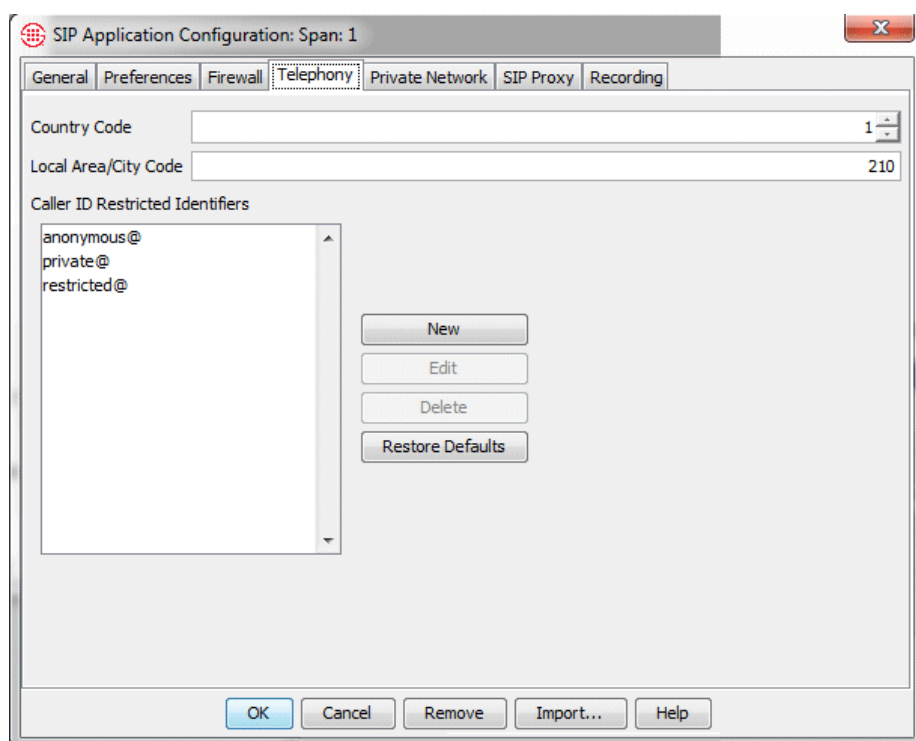 SIP Application Configuration: Span: 1
General Preferences Firewall Telephony Private Network SIP Proxy Recording
Country Code 1
Local Area/City Code 210
Caller ID Restricted Identifiers
anonymous@
private@
restricted@
New
Edit
Delete
Restore Defaults
OK Cancel Remove Import... Help